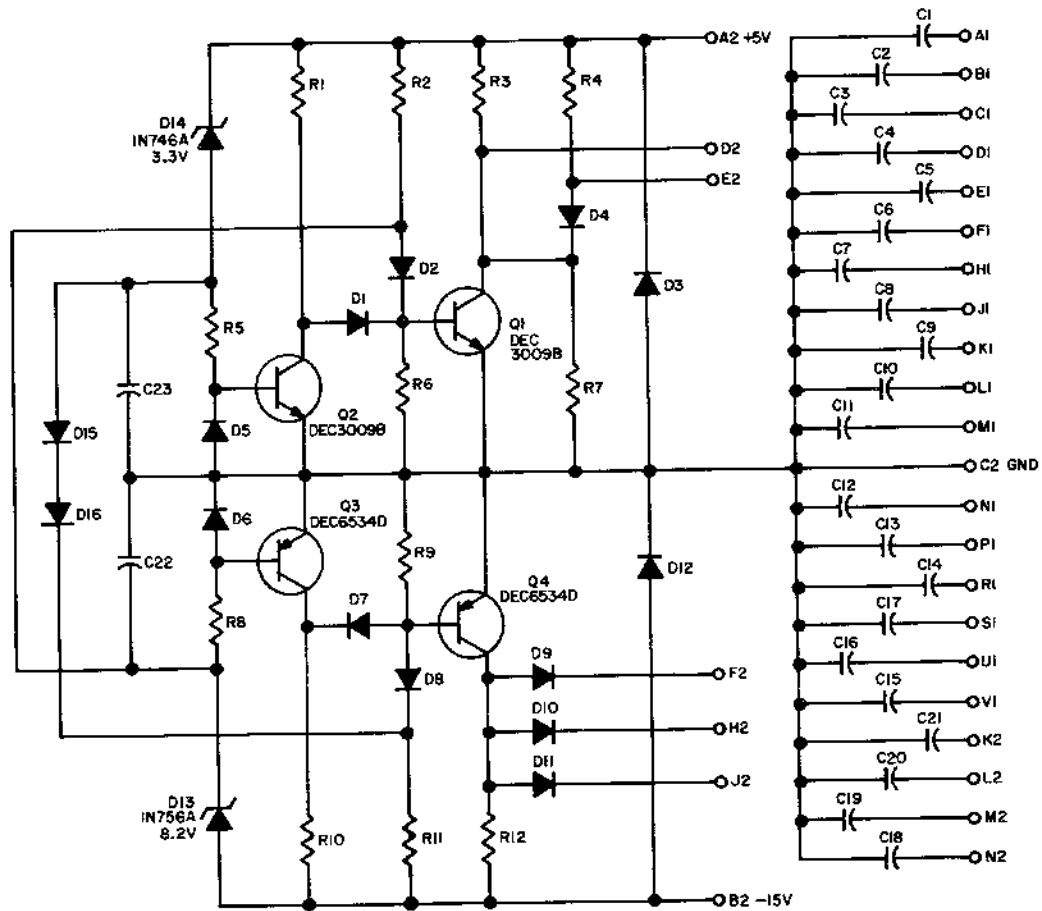 C1
A1
A2 +5V
C2
B1
R1
R2
R3
R4
C3
C1
D14
1N746A
3.3V
D2
C4
D1
E2
C5
E1
D4
C6
F1
D2
C7
H1
D3
C8
J1
R5
D1
Q1
DEC
3009B
C9
K1
C23
R6
R7
C10
L1
Q2
DEC3009B
D15
D5
C11
M1
C2 GND
C12
N1
D16
D6
Q3
DEC6534D
C13
P1
C22
R9
D12
C14
R1
Q4
DEC6534D
R8
D7
C17
S1
D9
C16
U1
D8
F2
C15
V1
D10
H2
C21
K2
D11
J2
C20
L2
D13
1N756A
8.2V
R10
R11
R12
C19
M2
C18
N2
B2 -15V